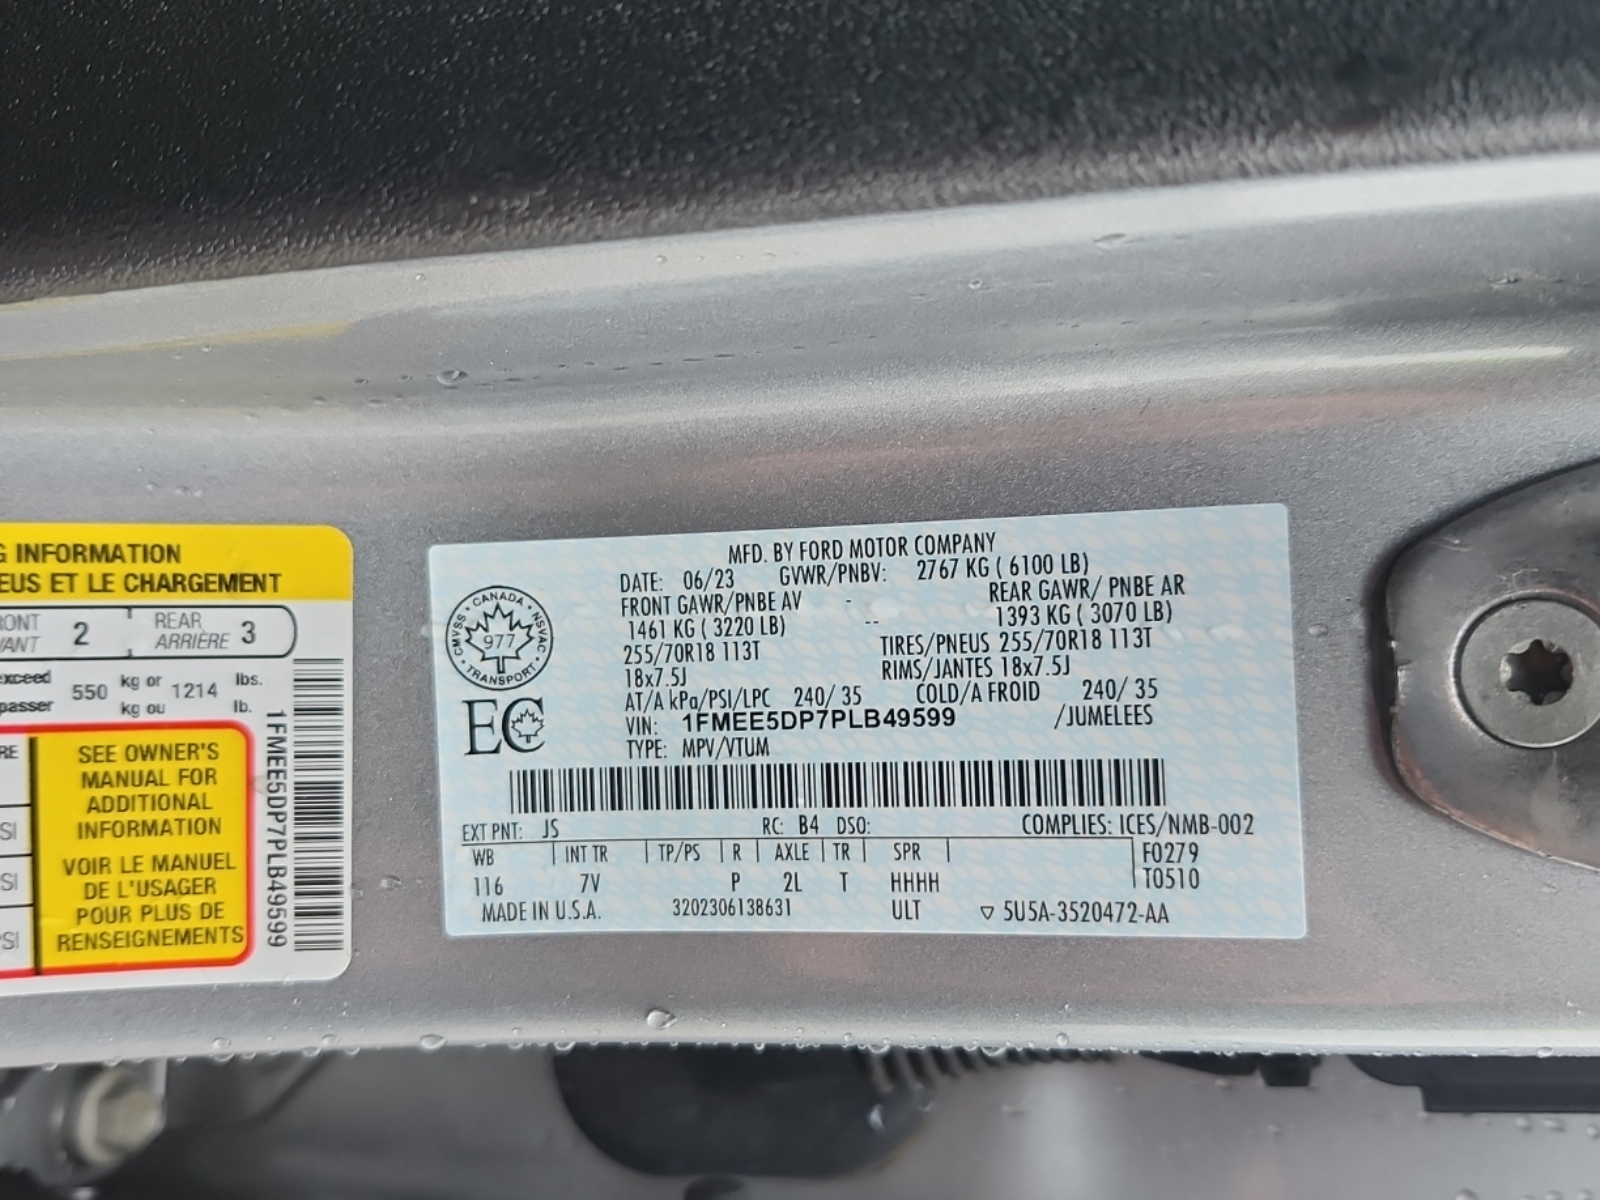 G INFORMATION
EUS ET LE CHARGEMENT
RONT
VANT
2
REAR
ARRIÈRE
3
exceed
passer
550
kg or
kg ou
1214
lbs.
lb.
RE
SI
SI
PSI
SEE OWNER'S
MANUAL FOR
ADDITIONAL
INFORMATION
VOIR LE MANUEL
DE L'USAGER
POUR PLUS DE
RENSEIGNEMENTS
1FMEE5DP7PLB49599
MFD. BY FORD MOTOR COMPANY
DATE: 06/23 GVWR/PNBV: 2767 KG ( 6100 LB)
FRONT GAWR/PNBE AV - REAR GAWR/ PNBE AR
1461 KG ( 3220 LB) -- 1393 KG ( 3070 LB)
255/70R18 113T TIRES/PNEUS 255/70R18 113T
18x7.5J RIMS/JANTES 18x7.5J
AT/A kPa/PSI/LPC 240/ 35 COLD/A FROID 240/ 35
VIN: 1FMEE5DP7PLB49599 /JUMELEES
TYPE: MPV/VTUM
CANADA
CMVSS
NSVAC
977
TRANSPORT
EC
EXT PNT: JS RC: B4 DSO: COMPLIES: ICES/NMB-002
WB | INT TR | TP/PS | R | AXLE | TR | SPR | F0279
116 7V P 2L T HHHH T0510
MADE IN U.S.A. 3202306138631 ULT ▽ 5U5A-3520472-AA